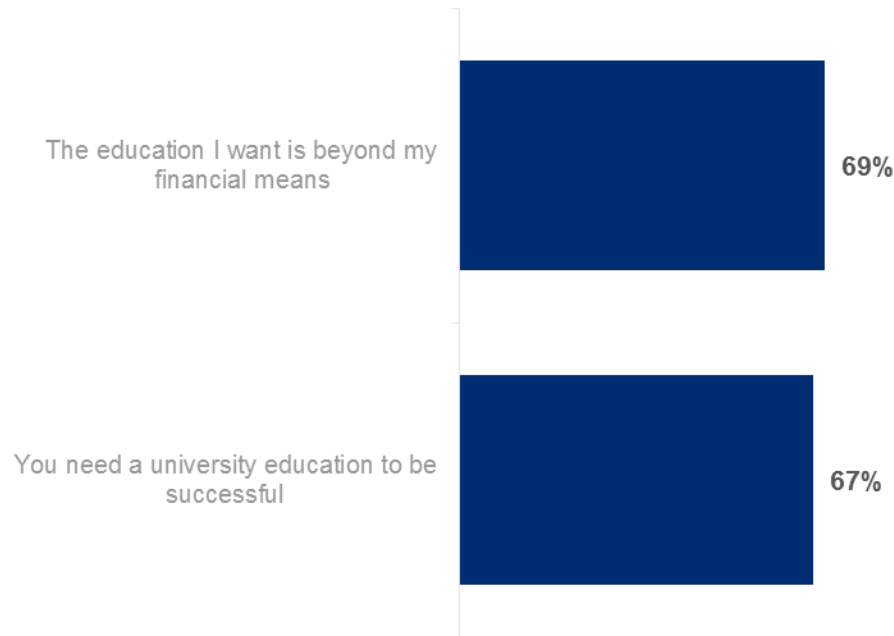 The education I want is beyond my
financial means
69%
You need a university education to be
successful
67%